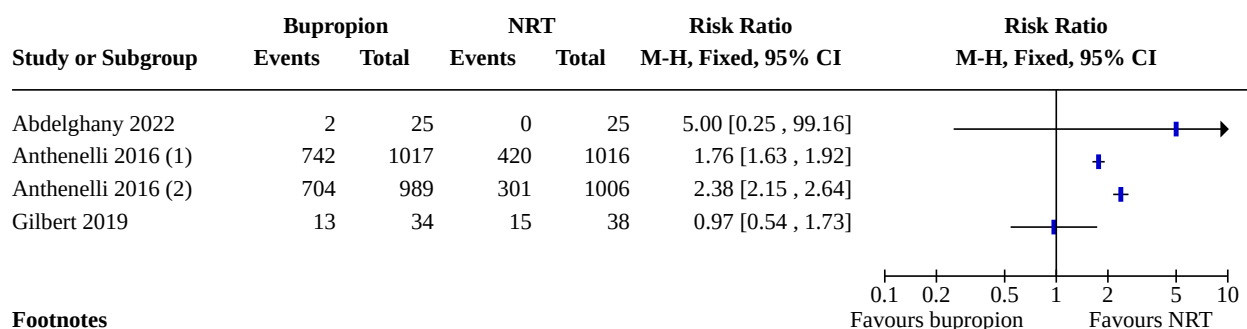 Bupropion NRT Risk Ratio Risk Ratio
Study or Subgroup Events Total Events Total M-H, Fixed, 95% CI M-H, Fixed, 95% CI
Abdelghany 2022 2 25 0 25 5.00 [0.25 , 99.16]
Anthenelli 2016 (1) 742 1017 420 1016 1.76 [1.63 , 1.92]
Anthenelli 2016 (2) 704 989 301 1006 2.38 [2.15 , 2.64]
Gilbert 2019 13 34 15 38 0.97 [0.54 , 1.73]
0.1 0.2 0.5 1 2 5 10
Footnotes Favours bupropion Favours NRT